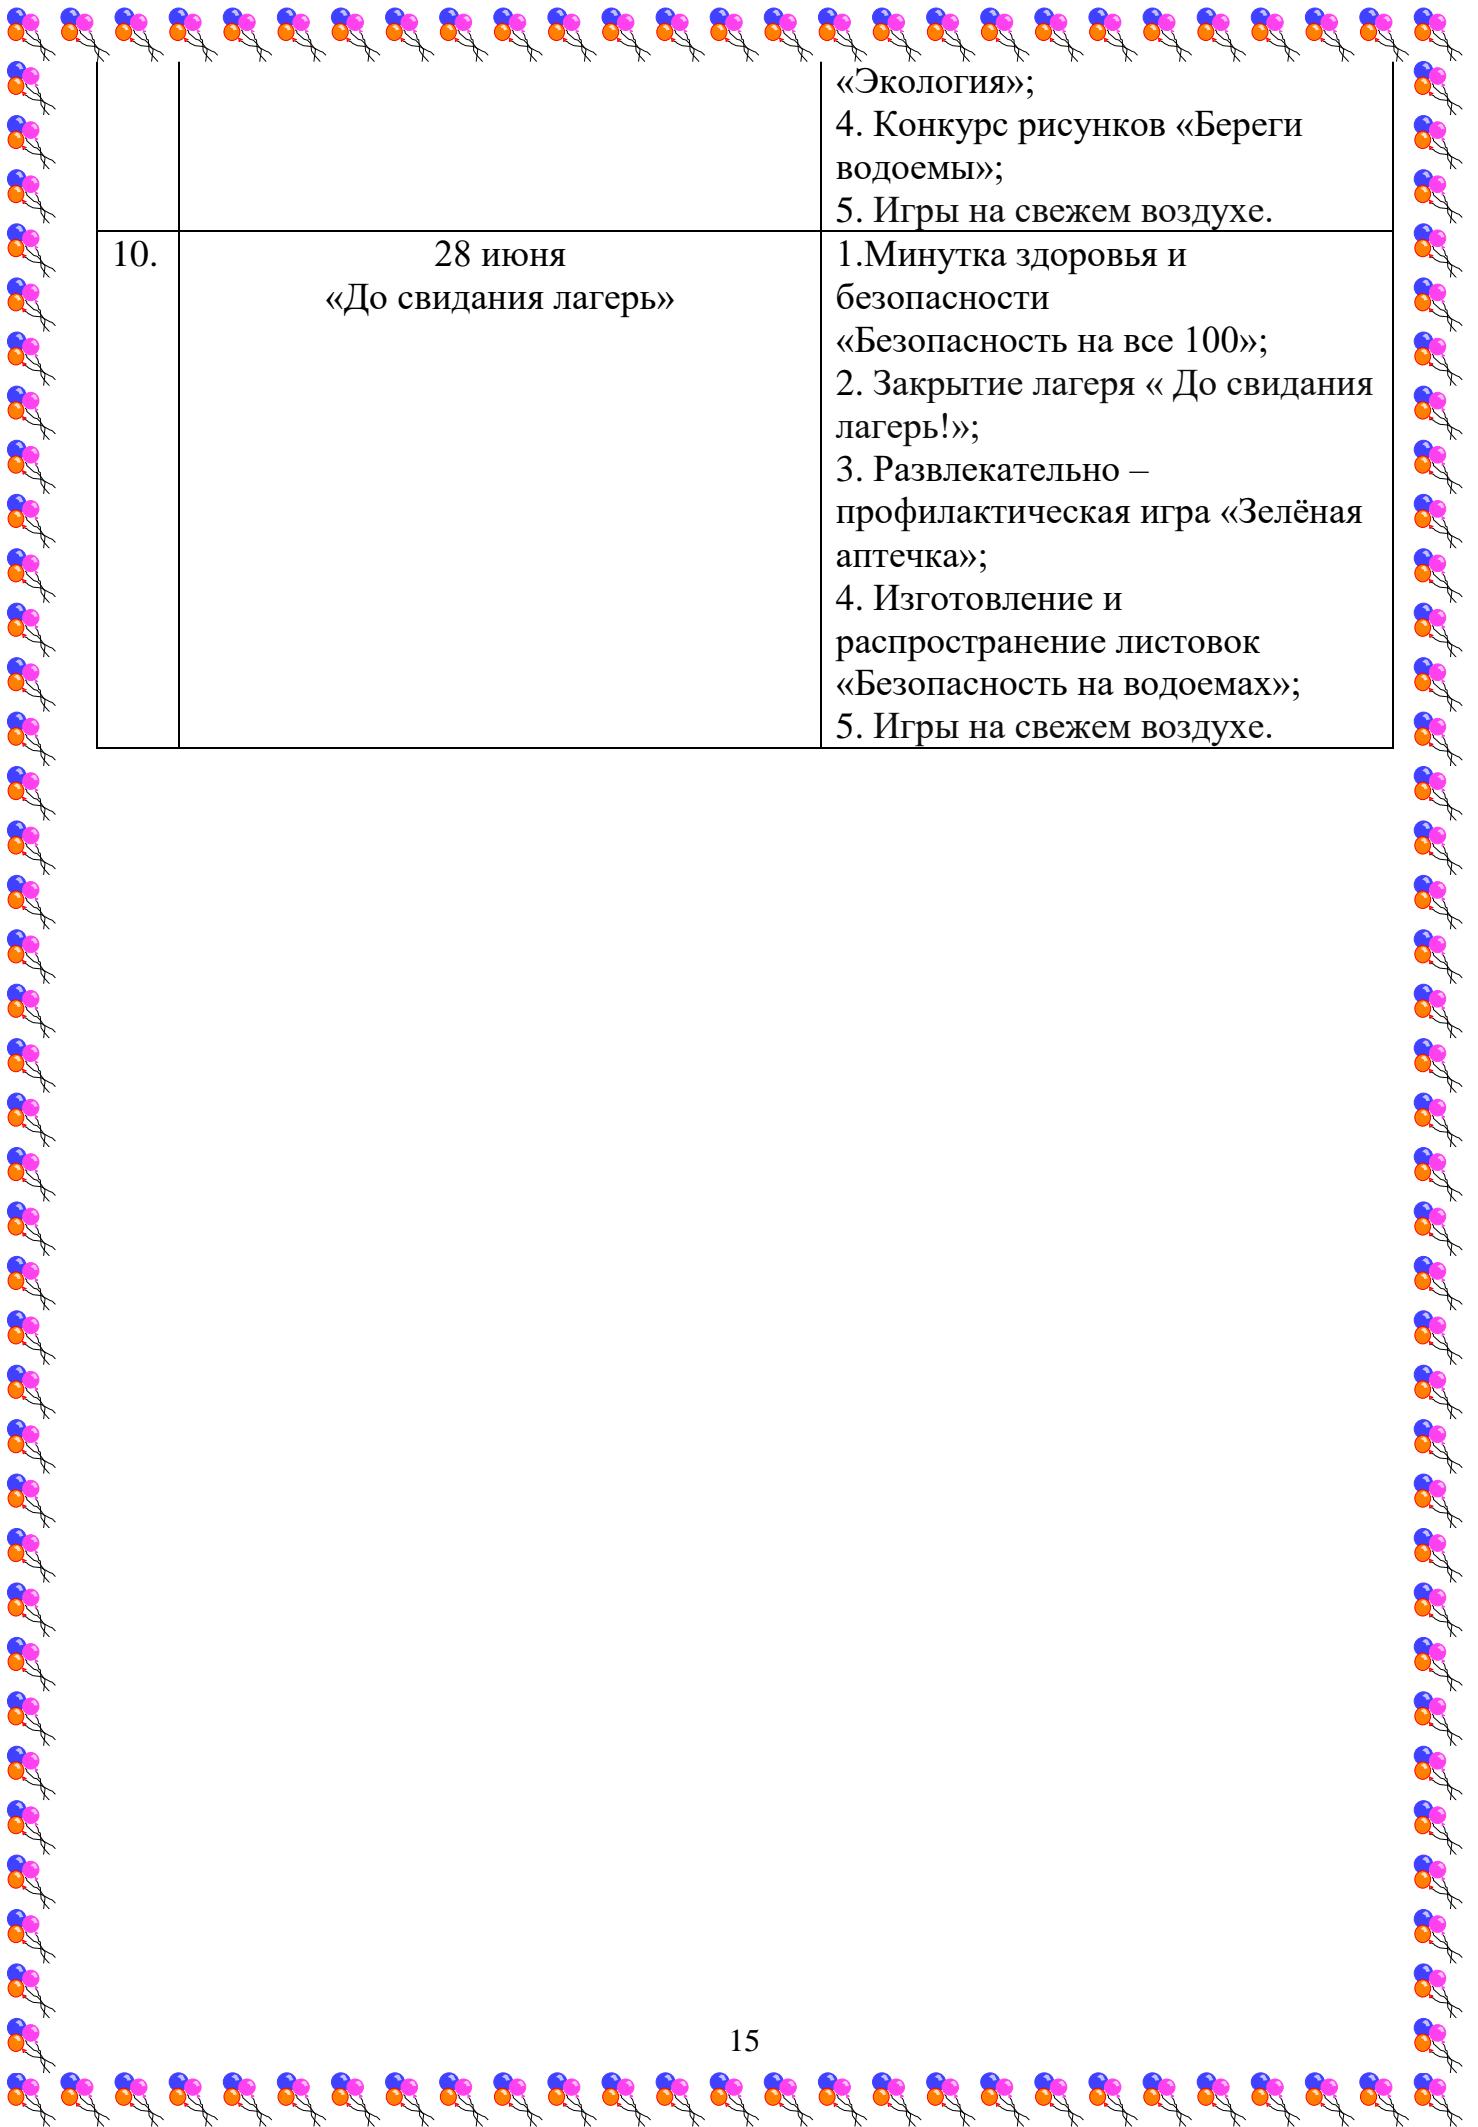 «Экология»;
4. Конкурс рисунков «Береги
водоемы»;
5. Игры на свежем воздухе.
10.
28 июня
«До свидания лагерь»
1.Минутка здоровья и
безопасности
«Безопасность на все 100»;
2. Закрытие лагеря « До свидания
лагерь!»;
3. Развлекательно –
профилактическая игра «Зелёная
аптечка»;
4. Изготовление и
распространение листовок
«Безопасность на водоемах»;
5. Игры на свежем воздухе.
15